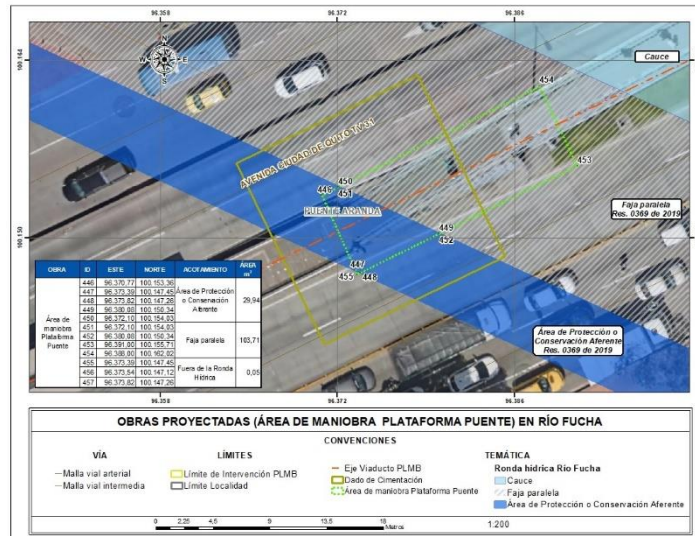 96.358 96.372 96.386
100.164
N
W E
S
Cauce
454
AVENIDA CIUDAD DE QUITO TV 31
453
450
446
451
PUENTE ARANDA
Faja paralela
Res. 0369 de 2019
449
452
100.150
447
455 448
Área de Protección o
Conservación Aferente
Res. 0369 de 2019
OBRA ID ESTE NORTE ACOTAMIENTO ÁREA m²
Área de maniobra Plataforma Puente
446 96.370,77 100.153,36
447 96.373,39 100.147,45
448 96.373,82 100.147,26
449 96.380,08 100.150,34
Área de Protección o Conservación Aferente 29,94
450 96.372,10 100.154,03
451 96.372,10 100.154,03
452 96.380,08 100.150,34
453 96.391,00 100.155,71
454 96.388,00 100.162,02
Faja paralela 103,71
455 96.373,39 100.147,45
456 96.373,54 100.147,12
457 96.373,82 100.147,26
Fuera de la Ronda Hídrica 0,05
96.358 96.372 96.386
OBRAS PROYECTADAS (ÁREA DE MANIOBRA PLATAFORMA PUENTE) EN RÍO FUCHA
CONVENCIONES
VÍA
Malla vial arterial
Malla vial intermedia
LÍMITES
Límite de Intervención PLMB
Límite Localidad
Eje Viaducto PLMB
Dado de Cimentación
Área de maniobra Plataforma Puente
TEMÁTICA
Ronda hídrica Río Fucha
Cauce
Faja paralela
Área de Protección o Conservación Aferente
0 2,25 4,5 9 13,5 18
Metros
1:200